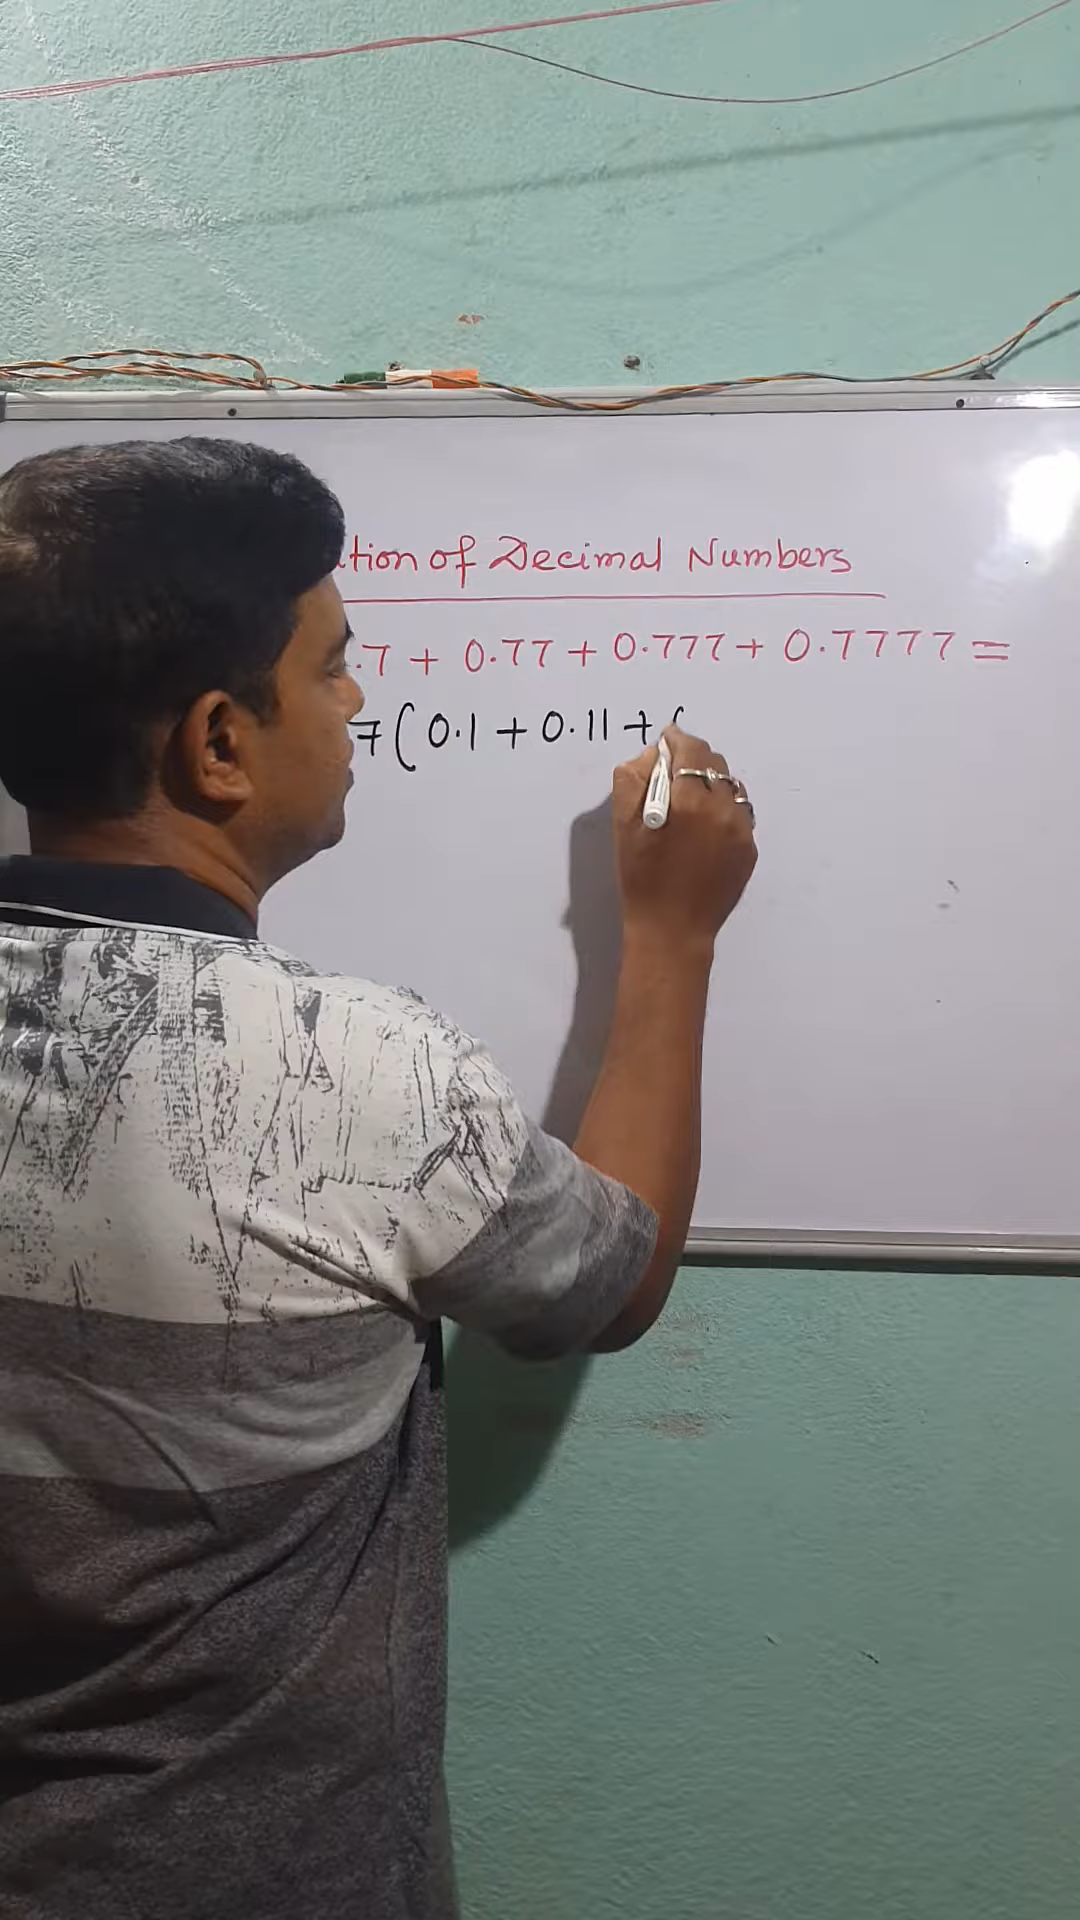 tion of Decimal Numbers
.7 + 0.77 + 0.777 + 0.7777 =
7 ( 0.1 + 0.11 + (